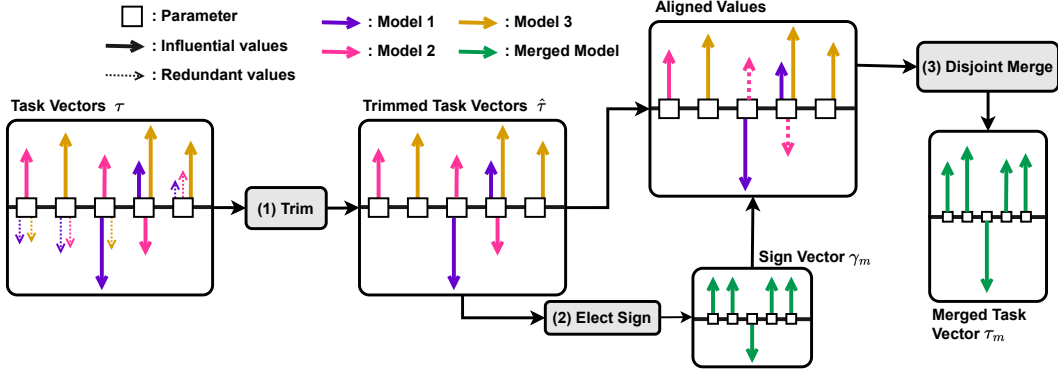 : Parameter
: Influential values
: Redundant values
: Model 1
: Model 2
: Model 3
: Merged Model
Task Vectors τ
(1) Trim
Trimmed Task Vectors τ̂
(2) Elect Sign
Sign Vector γₘ
Aligned Values
(3) Disjoint Merge
Merged Task
Vector τₘ